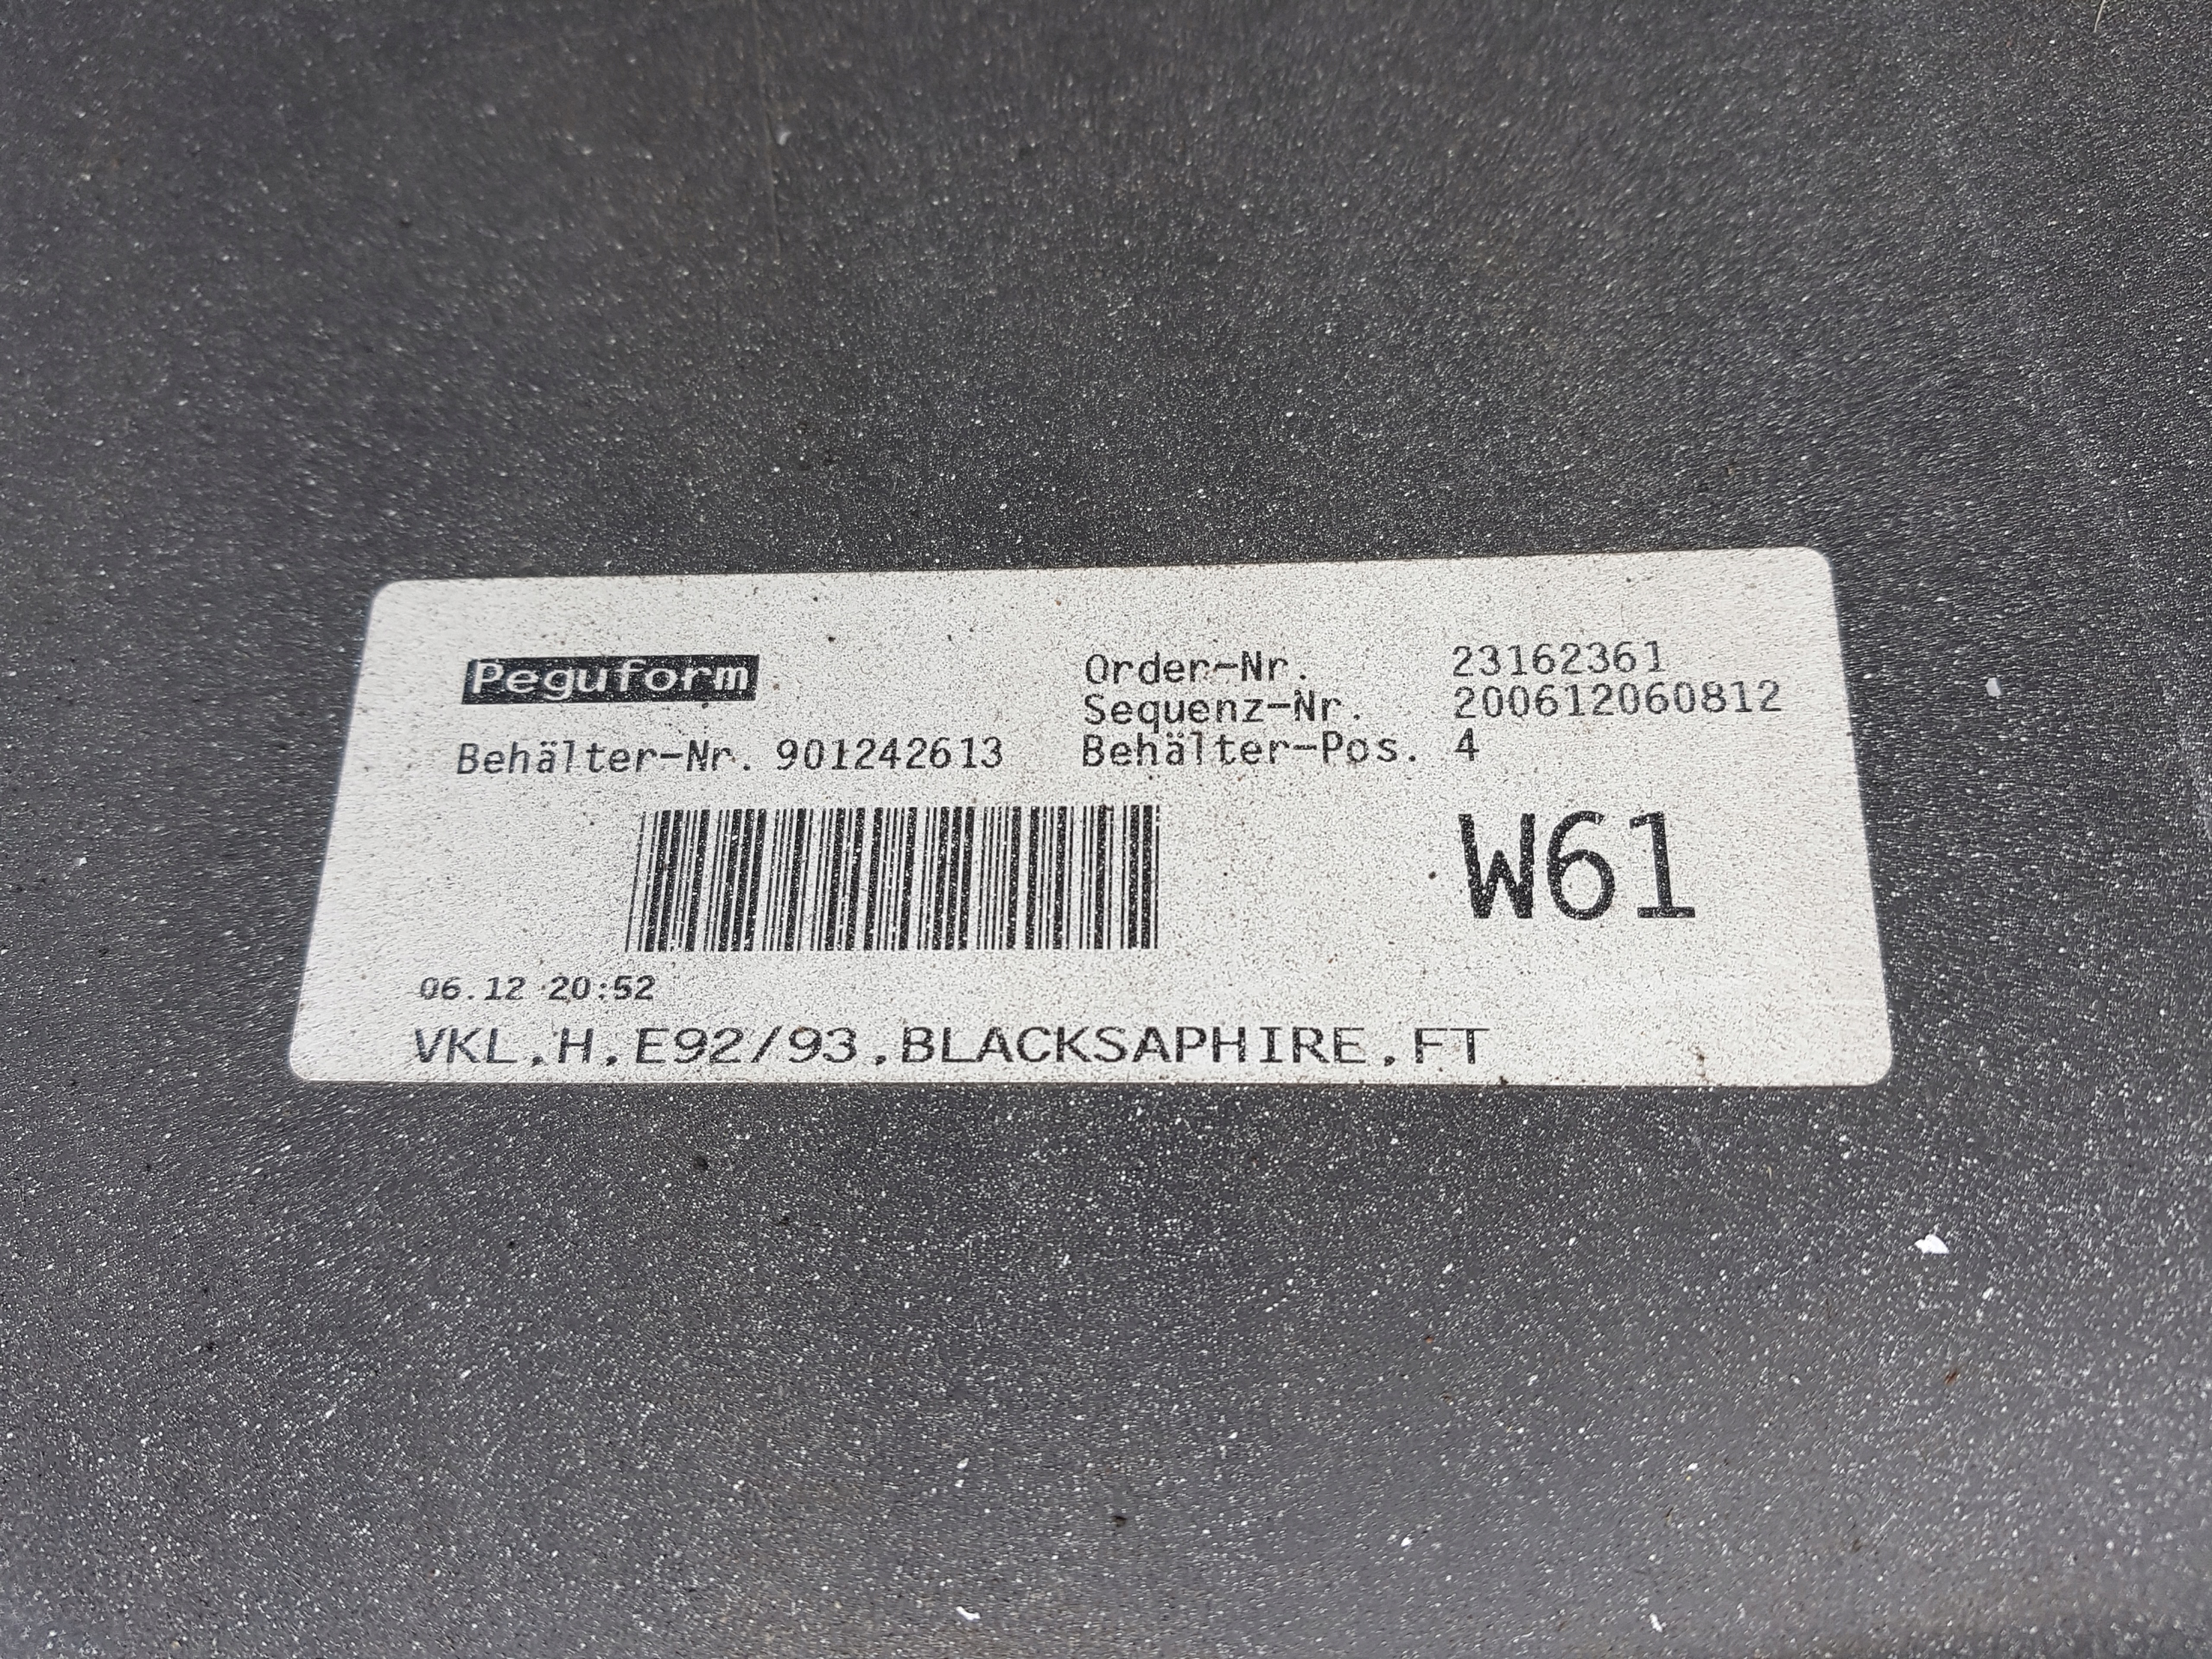 Peguform
Order-Nr. 23162361
Sequenz-Nr. 200612060812
Behälter-Nr. 901242613 Behälter-Pos. 4
W61
06.12 20:52
VKL.H.E92/93.BLACKSAPHIRE.FT